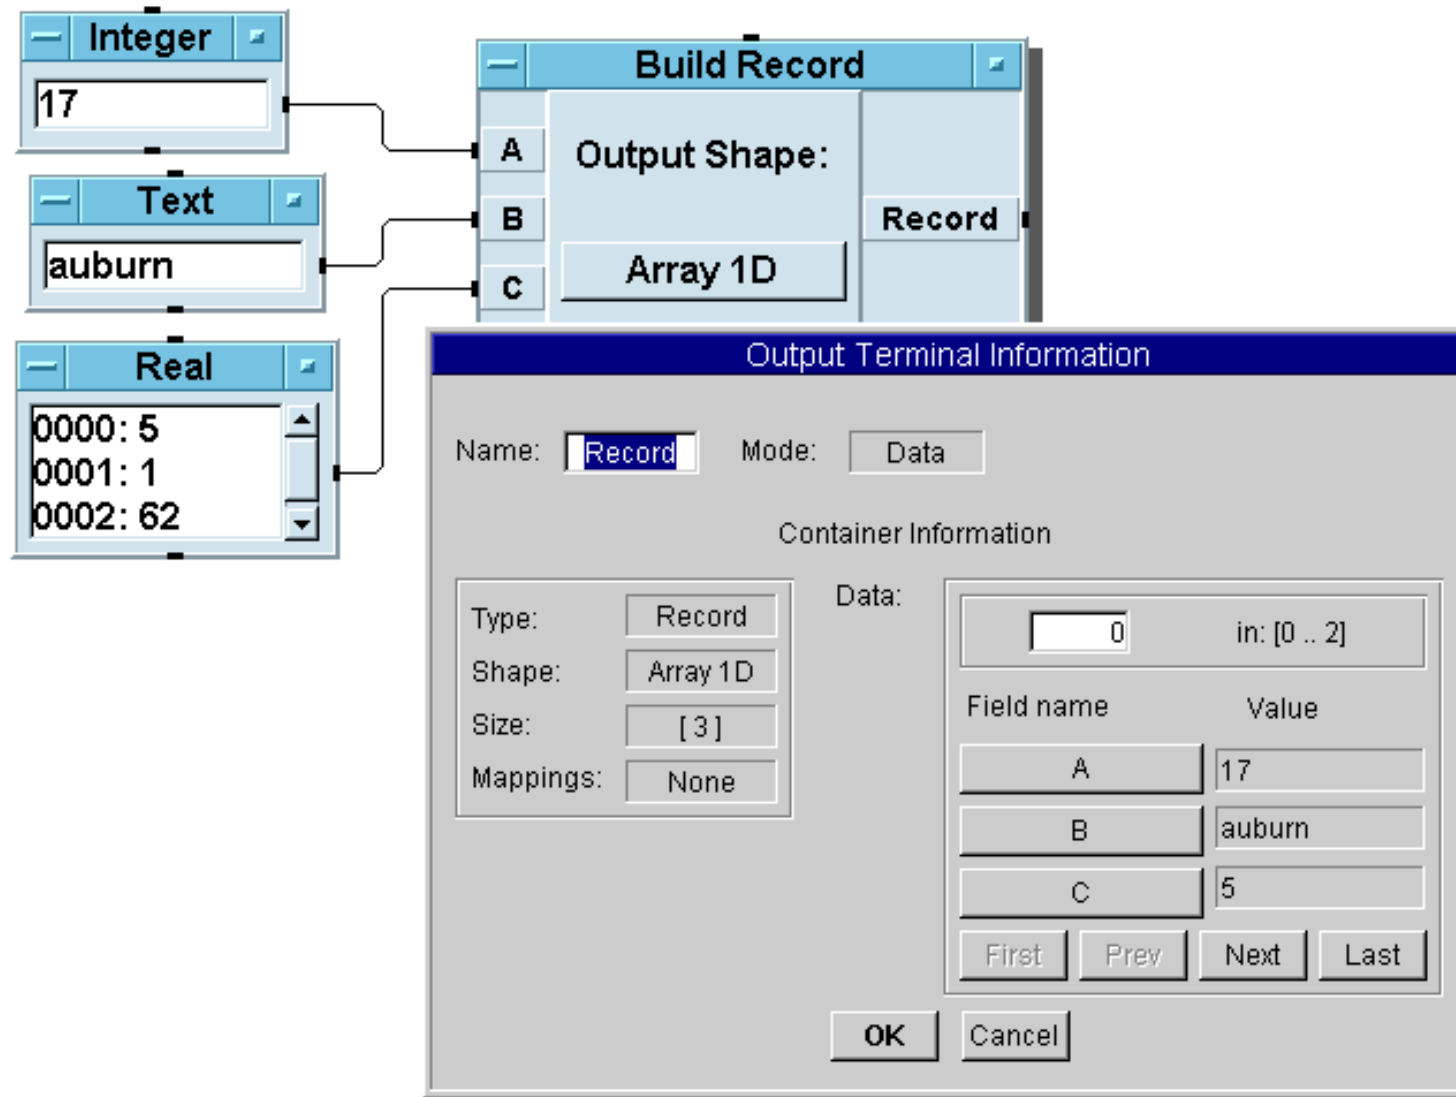 Integer
17
Text
auburn
Real
0000: 5
0001: 1
0002: 62
Build Record
A
B
C
Output Shape:
Array 1D
Record
Output Terminal Information
Name: Record Mode: Data
Container Information
Type: Record
Shape: Array 1D
Size: [ 3 ]
Mappings: None
Data:
0 in: [0 .. 2]
Field name Value
A 17
B auburn
C 5
First Prev Next Last
OK Cancel